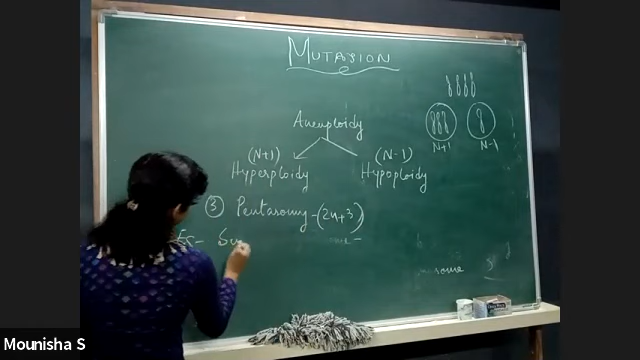 MUTATION
Aneuploidy
(N+1) (N-1)
Hyperploidy Hypoploidy
N+1 N-1
③ Pentasomy - (2n+3)
Mounisha S